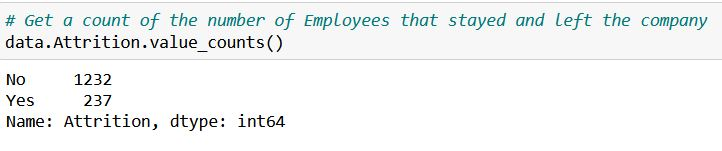 # Get a count of the number of Employees that stayed and left the company
data.Attrition.value_counts()
No 1232
Yes 237
Name: Attrition, dtype: int64